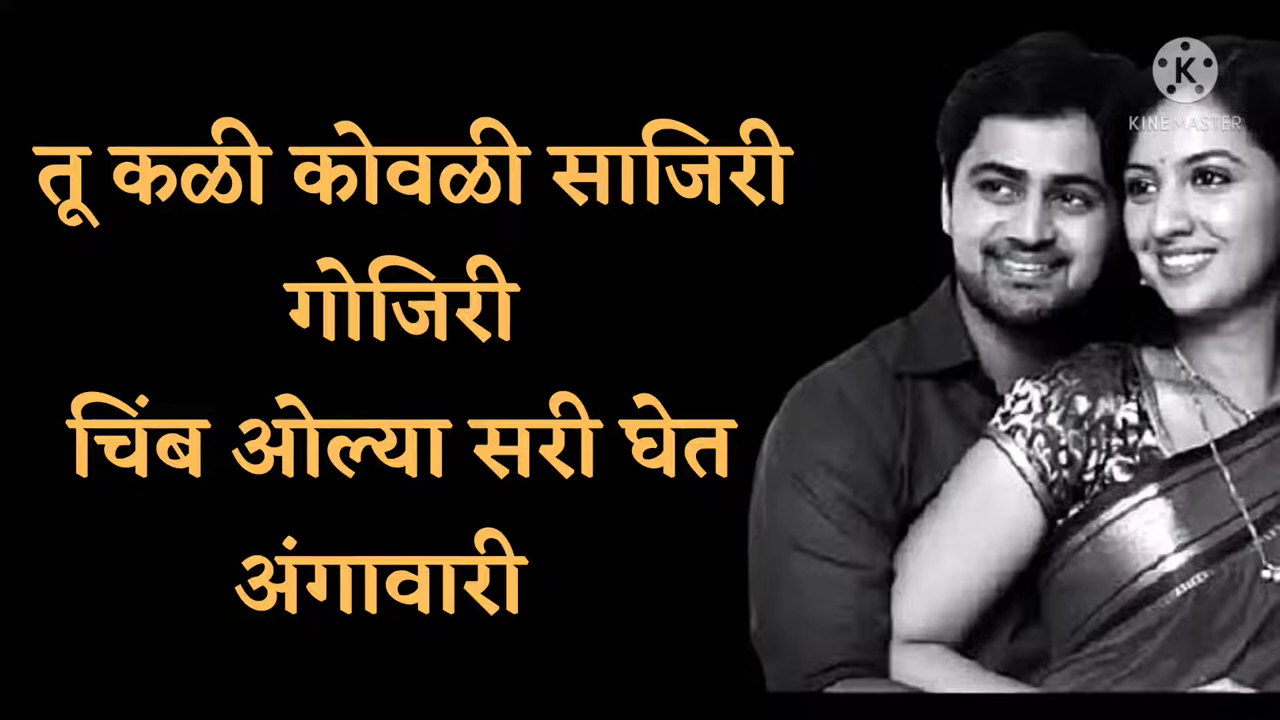 तू कळी कोवळी साजिरी
गोजिरी
चिंब ओल्या सरी घेत
अंगावारी
K
KINEMASTER